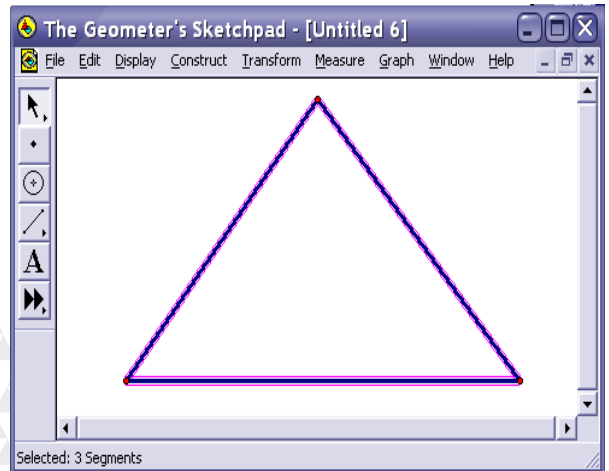 The Geometer's Sketchpad - [Untitled 6]
File Edit Display Construct Transform Measure Graph Window Help
A
Selected: 3 Segments